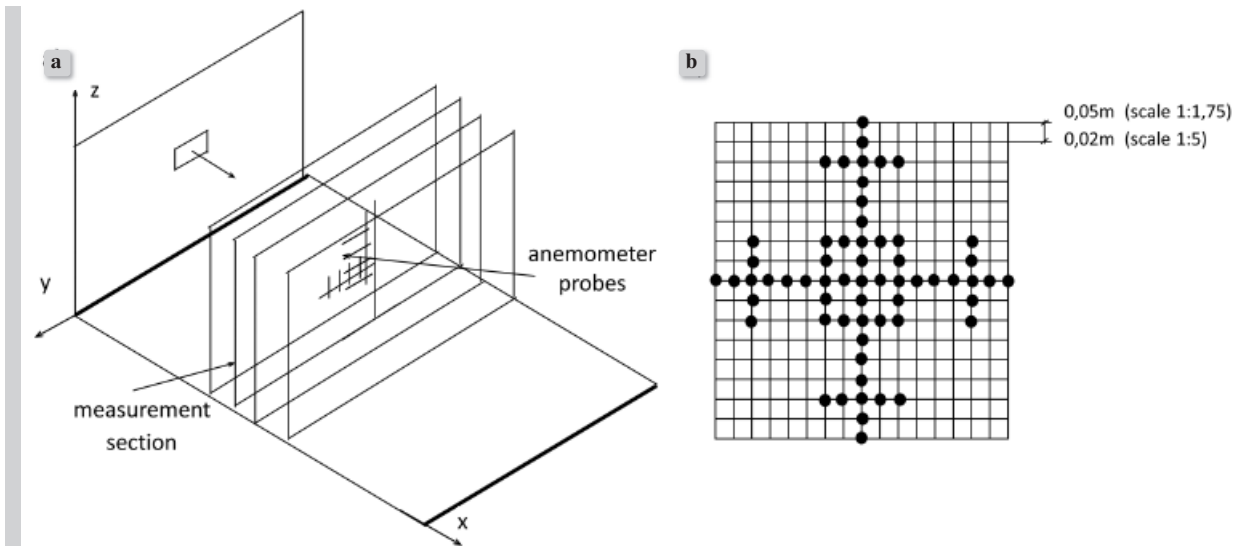 a
z
y
anemometer
probes
measurement
section
x
b
0,05m (scale 1:1,75)
0,02m (scale 1:5)